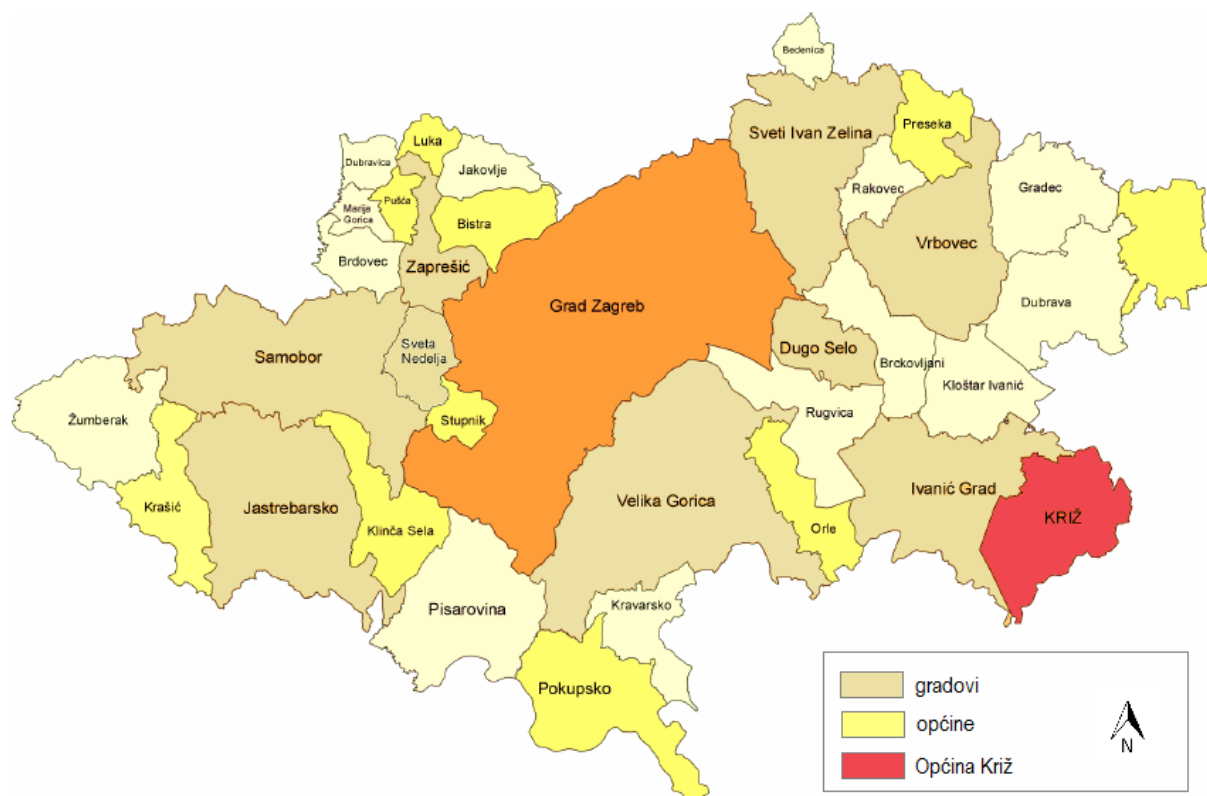 Bedenica
Sveti Ivan Zelina
Preseka
Luka
Dubravica
Jakovlje
Rakovec
Gradec
Pušća
Marija
Gorica
Bistra
Vrbovec
Brdovec
Zaprešić
Grad Zagreb
Dubrava
Sveta
Nedelja
Samobor
Dugo Selo
Brckovljani
Kloštar Ivanić
Žumberak
Stupnik
Rugvica
Ivanić Grad
Velika Gorica
Krašić
Jastrebarsko
Klinča Sela
Orle
KRIŽ
Pisarovina
Kravarsko
Pokupsko
gradovi
općine
Općina Križ
N